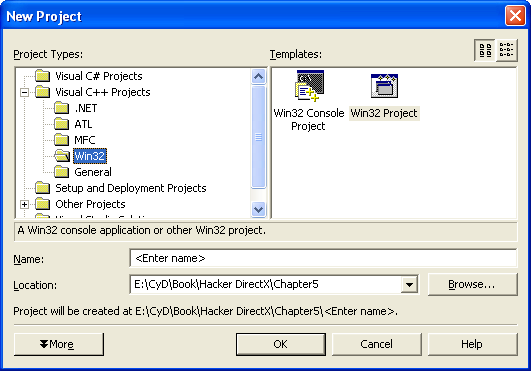 New Project
Project Types:
Templates:
Visual C# Projects
Visual C++ Projects
.NET
ATL
MFC
Win32
General
Setup and Deployment Projects
Other Projects
Win32 Console
Project
Win32 Project
A Win32 console application or other Win32 project.
Name:
<Enter name>
Location:
E:\CyD\Book\Hacker DirectX\Chapter5
Browse...
Project will be created at E:\CyD\Book\Hacker DirectX\Chapter5\<Enter name>.
More
OK
Cancel
Help